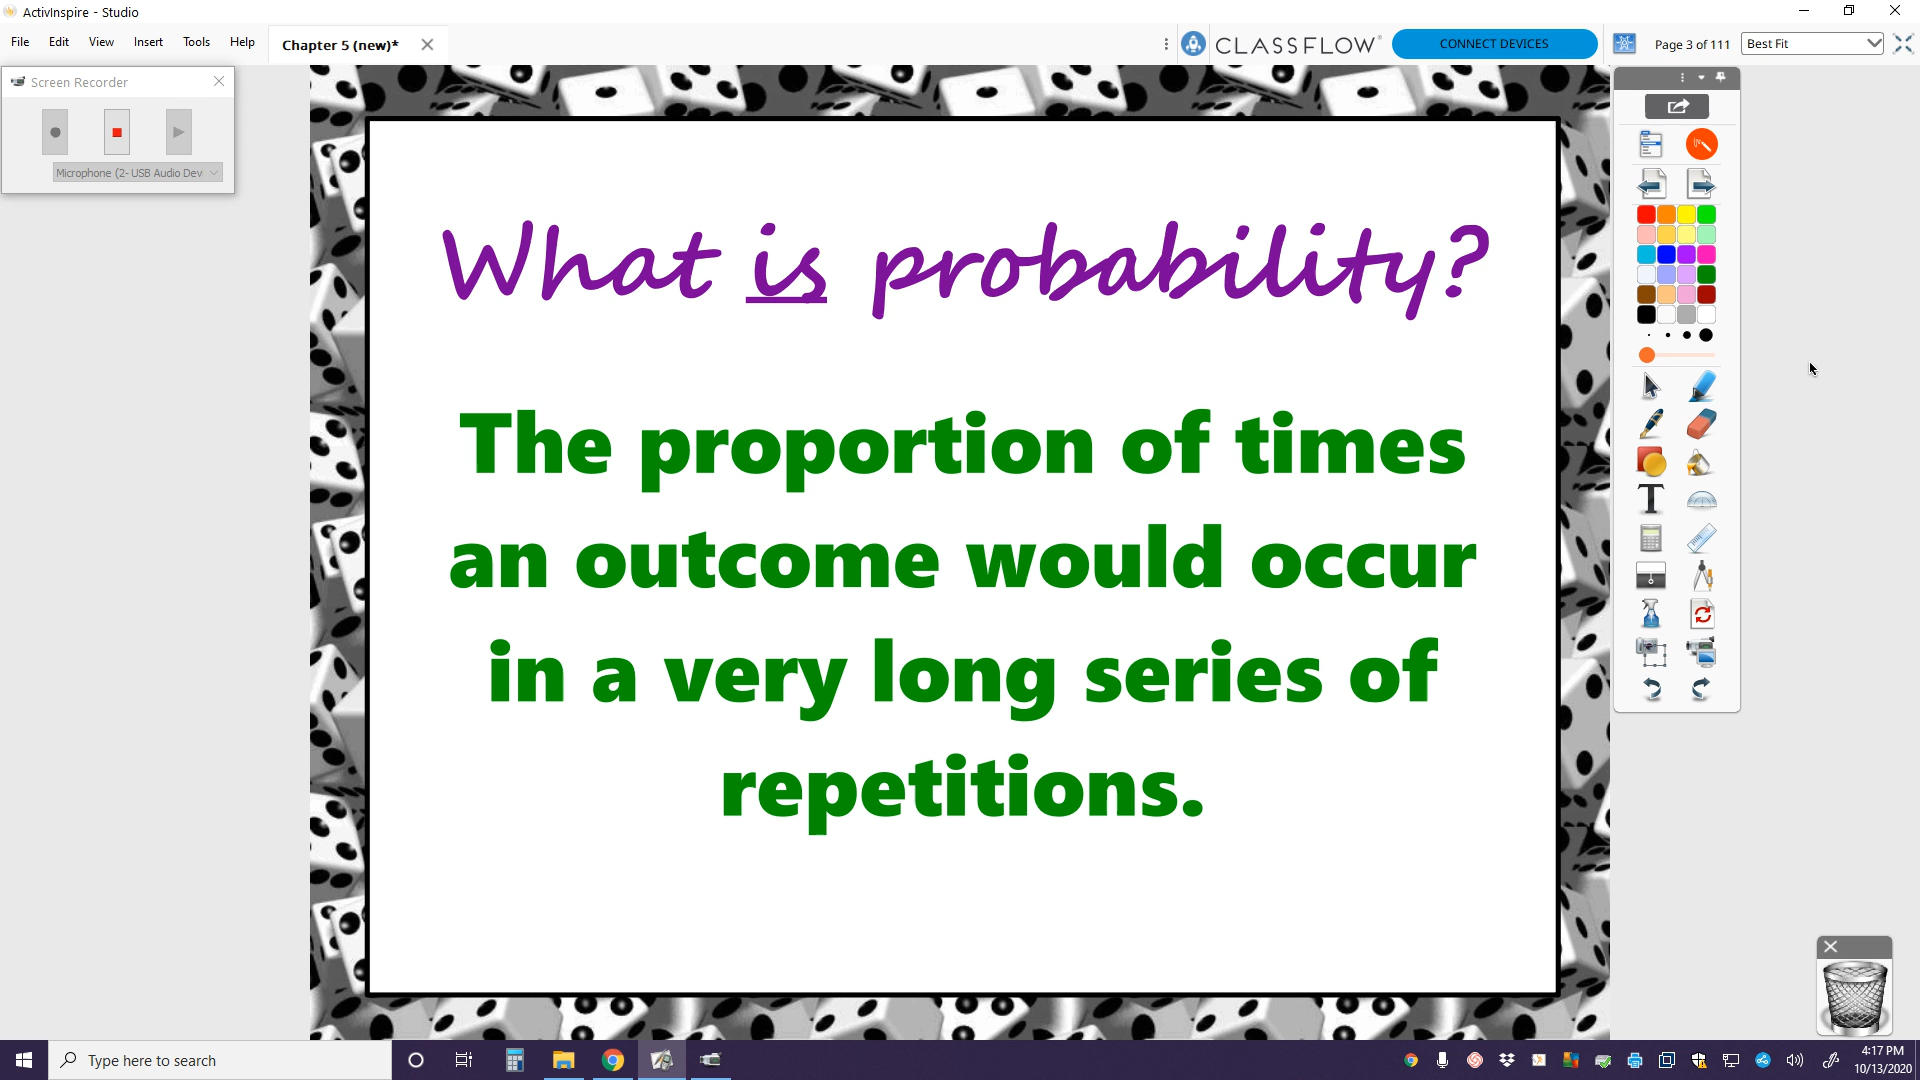 ActivInspire - Studio
File Edit View Insert Tools Help
Chapter 5 (new)*
CLASSFLOW
CONNECT DEVICES
Page 3 of 111
Best Fit
Screen Recorder
Microphone (2- USB Audio Dev
What is probability?
The proportion of times
an outcome would occur
in a very long series of
repetitions.
Type here to search
4:17 PM
10/13/2020